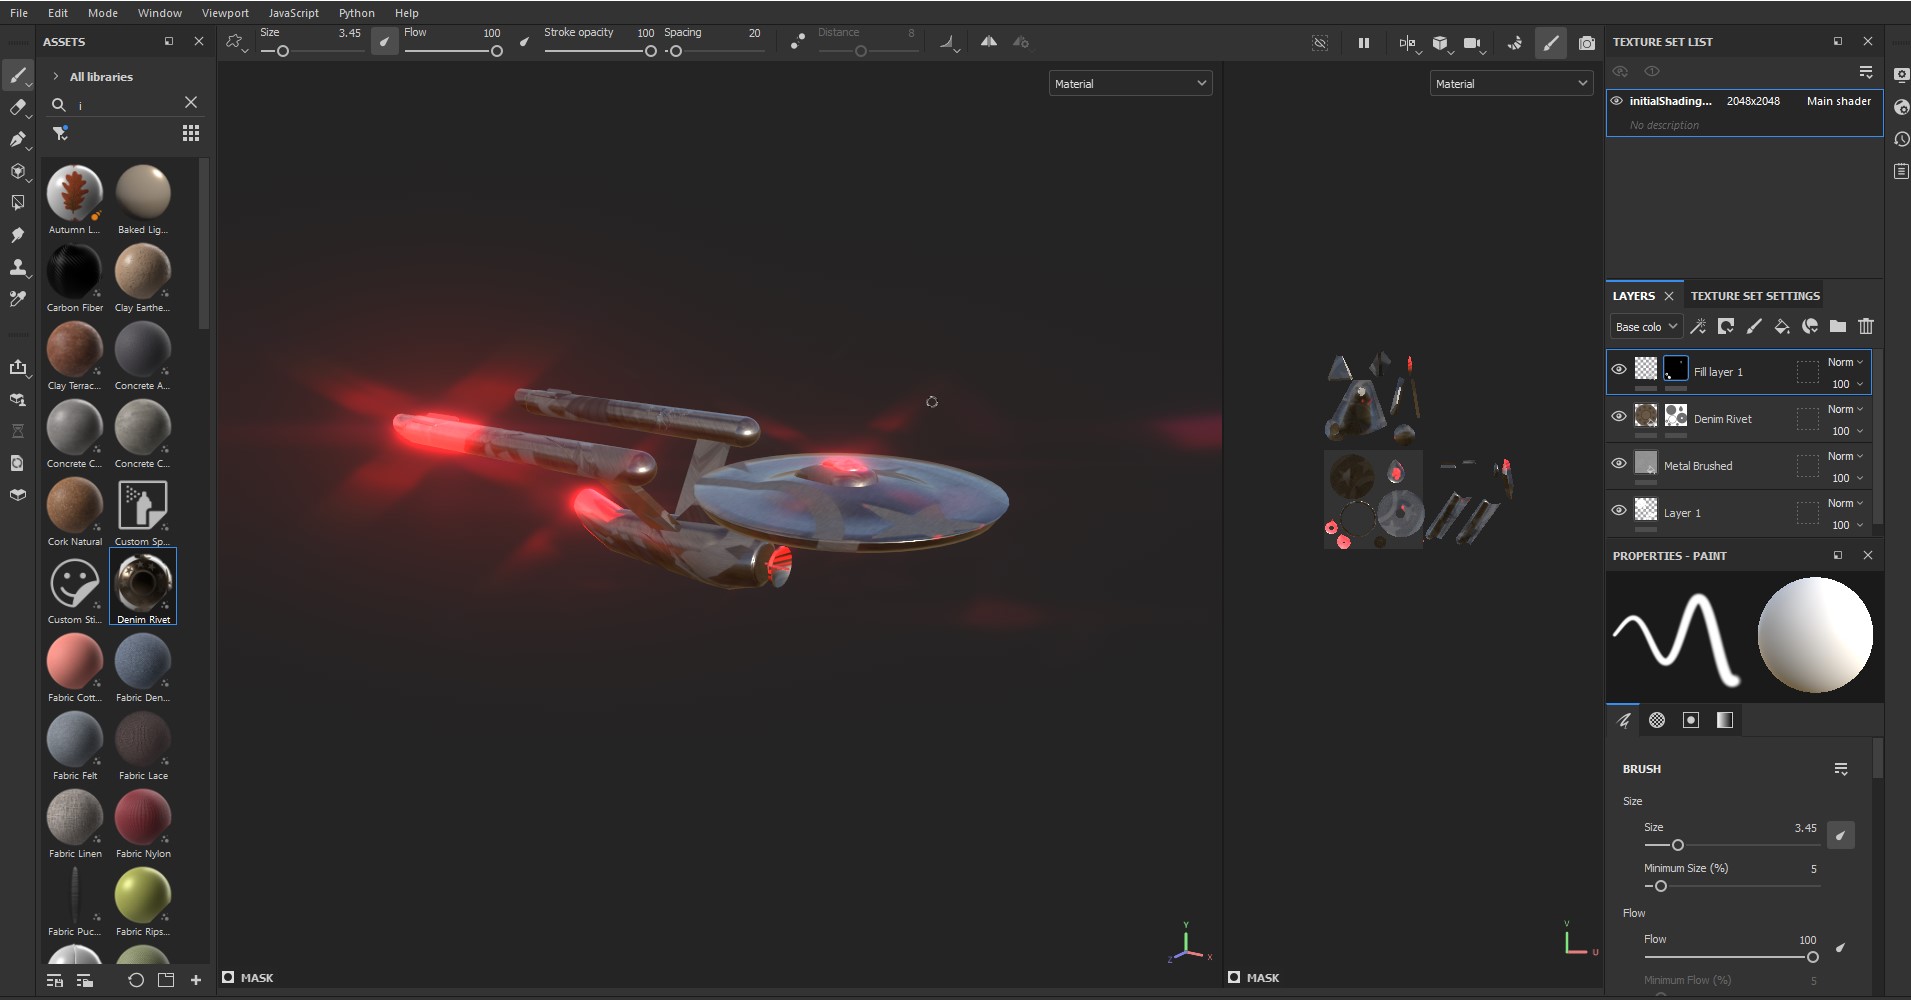 File Edit Mode Window Viewport JavaScript Python Help
ASSETS
All libraries
i
Autumn L... Baked Lig...
Carbon Fiber Clay Earthe...
Clay Terrac... Concrete A...
Concrete C... Concrete C...
Cork Natural Custom Sp...
Custom Sti... Denim Rivet
Fabric Cott... Fabric Den...
Fabric Felt Fabric Lace
Fabric Linen Fabric Nylon
Fabric Puc... Fabric Rips...
Size 3.45 Flow 100 Stroke opacity 100 Spacing 20 Distance 8
Material
Material
Y
Z X
V
U
MASK
MASK
TEXTURE SET LIST
initialShading... 2048x2048 Main shader
No description
LAYERS TEXTURE SET SETTINGS
Base colo
Fill layer 1 Norm 100
Denim Rivet Norm 100
Metal Brushed Norm 100
Layer 1 Norm 100
PROPERTIES - PAINT
BRUSH
Size
Size 3.45
Minimum Size (%) 5
Flow
Flow 100
Minimum Flow (%) 5